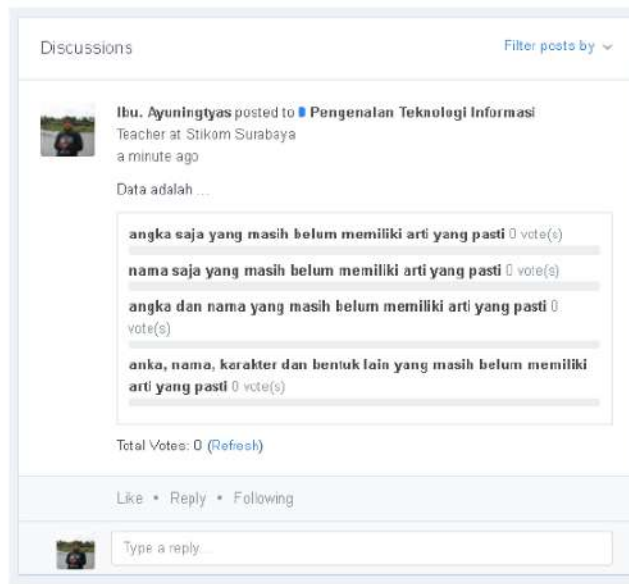 Discussions
Filter posts by
Ibu. Ayuningtyas posted to Pengenalan Teknologi Informasi
Teacher at Stikom Surabaya
a minute ago
Data adalah ...
angka saja yang masih belum memiliki arti yang pasti 0 vote(s)
nama saja yang masih belum memiliki arti yang pasti 0 vote(s)
angka dan nama yang masih belum memiliki arti yang pasti 0
vote(s)
anka, nama, karakter dan bentuk lain yang masih belum memiliki
arti yang pasti 0 vote(s)
Total Votes: 0 (Refresh)
Like • Reply • Following
Type a reply...